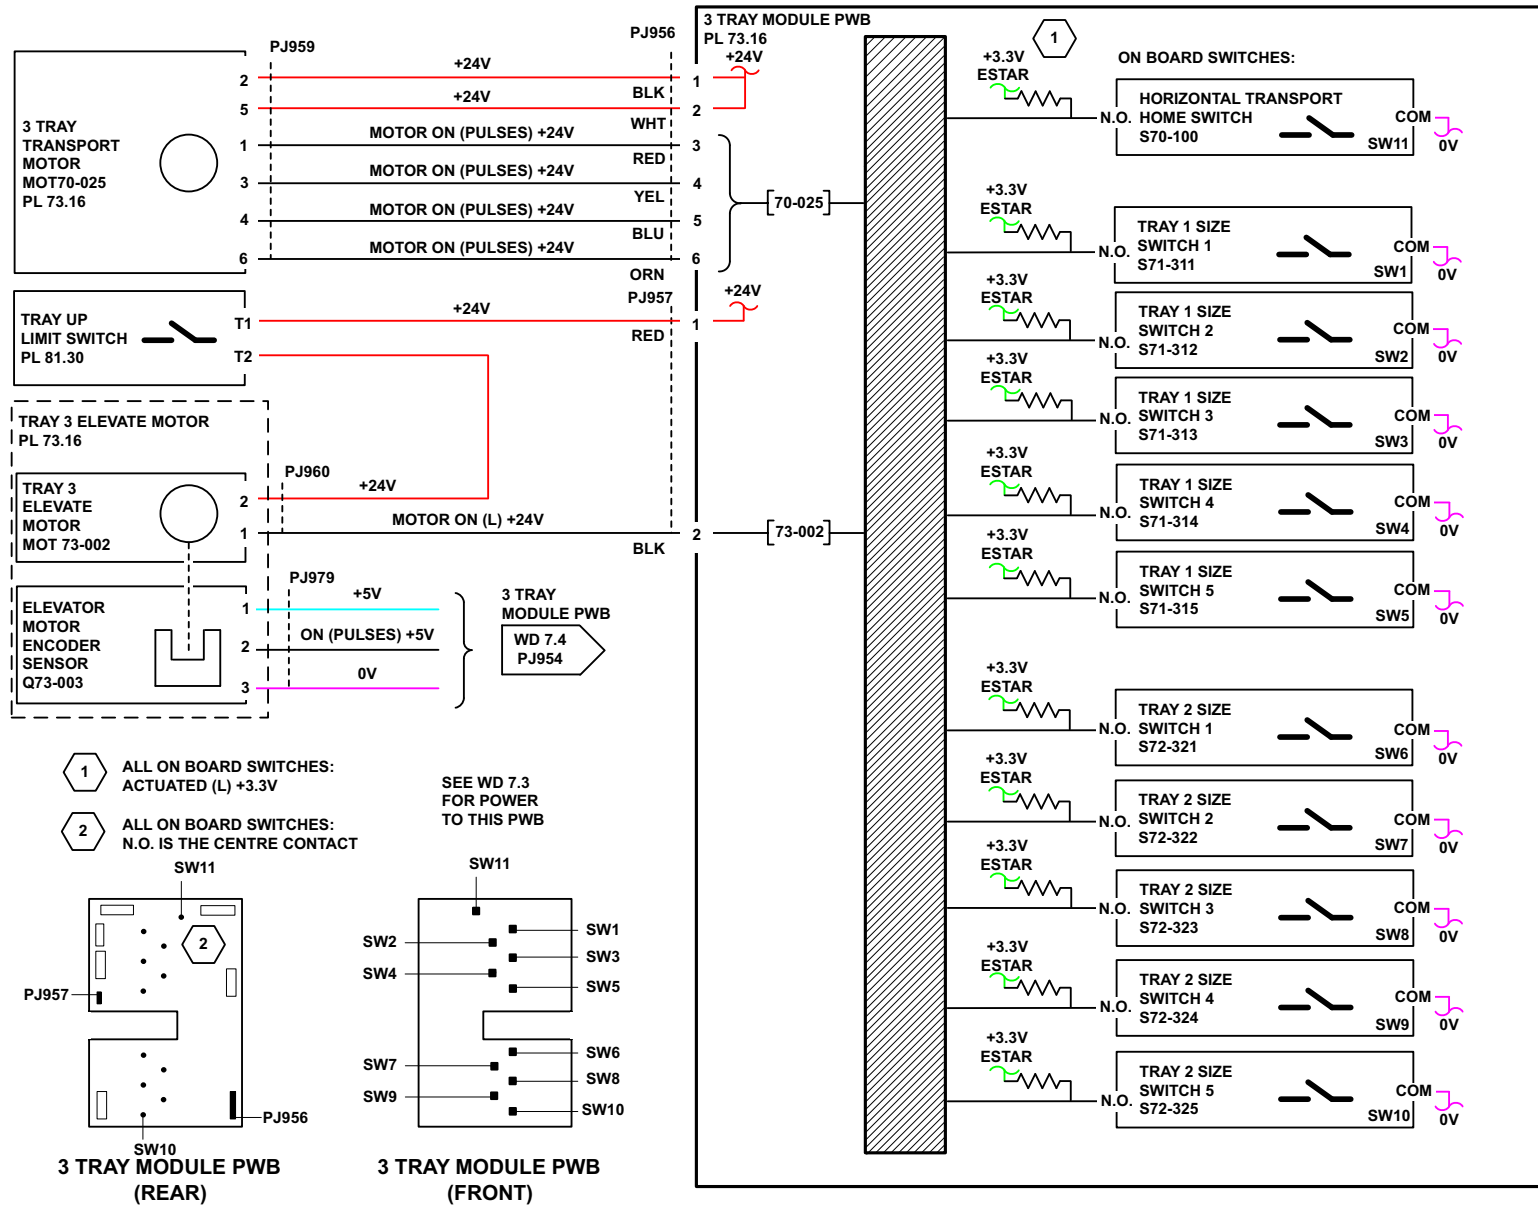 3 TRAY MODULE PWB
PL 73.16
PJ959
PJ956
3 TRAY
TRANSPORT
MOTOR
MOT70-025
PL 73.16
2
+24V
1
BLK
5
+24V
2
WHT
1
MOTOR ON (PULSES) +24V
3
RED
3
MOTOR ON (PULSES) +24V
4
YEL
4
MOTOR ON (PULSES) +24V
5
BLU
6
MOTOR ON (PULSES) +24V
6
ORN
+24V
[70-025]
PJ957
TRAY UP
LIMIT SWITCH
PL 81.30
T1
+24V
1
RED
+24V
T2
TRAY 3 ELEVATE MOTOR
PL 73.16
TRAY 3
ELEVATE
MOTOR
MOT 73-002
PJ960
2
+24V
1
MOTOR ON (L) +24V
2
BLK
[73-002]
ELEVATOR
MOTOR
ENCODER
SENSOR
Q73-003
PJ979
1
+5V
2
ON (PULSES) +5V
3
0V
3 TRAY
MODULE PWB
WD 7.4
PJ954
1
ALL ON BOARD SWITCHES:
ACTUATED (L) +3.3V
2
ALL ON BOARD SWITCHES:
N.O. IS THE CENTRE CONTACT
SEE WD 7.3
FOR POWER
TO THIS PWB
SW11
2
PJ957
PJ956
SW10
3 TRAY MODULE PWB
(REAR)
SW11
SW1
SW2
SW3
SW4
SW5
SW6
SW7
SW8
SW9
SW10
3 TRAY MODULE PWB
(FRONT)
1
ON BOARD SWITCHES:
+3.3V
ESTAR
N.O.
HORIZONTAL TRANSPORT
HOME SWITCH
S70-100
COM
SW11
0V
+3.3V
ESTAR
N.O.
TRAY 1 SIZE
SWITCH 1
S71-311
COM
SW1
0V
+3.3V
ESTAR
N.O.
TRAY 1 SIZE
SWITCH 2
S71-312
COM
SW2
0V
+3.3V
ESTAR
N.O.
TRAY 1 SIZE
SWITCH 3
S71-313
COM
SW3
0V
+3.3V
ESTAR
N.O.
TRAY 1 SIZE
SWITCH 4
S71-314
COM
SW4
0V
+3.3V
ESTAR
N.O.
TRAY 1 SIZE
SWITCH 5
S71-315
COM
SW5
0V
+3.3V
ESTAR
N.O.
TRAY 2 SIZE
SWITCH 1
S72-321
COM
SW6
0V
+3.3V
ESTAR
N.O.
TRAY 2 SIZE
SWITCH 2
S72-322
COM
SW7
0V
+3.3V
ESTAR
N.O.
TRAY 2 SIZE
SWITCH 3
S72-323
COM
SW8
0V
+3.3V
ESTAR
N.O.
TRAY 2 SIZE
SWITCH 4
S72-324
COM
SW9
0V
+3.3V
ESTAR
N.O.
TRAY 2 SIZE
SWITCH 5
S72-325
COM
SW10
0V